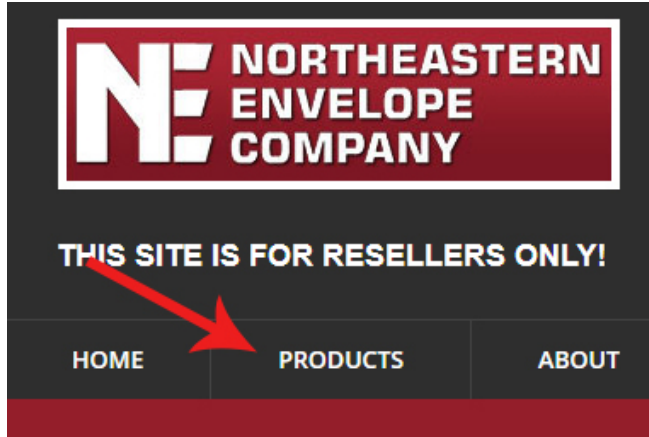 NE NORTHEASTERN
ENVELOPE
COMPANY
THIS SITE IS FOR RESELLERS ONLY!
HOME PRODUCTS ABOUT